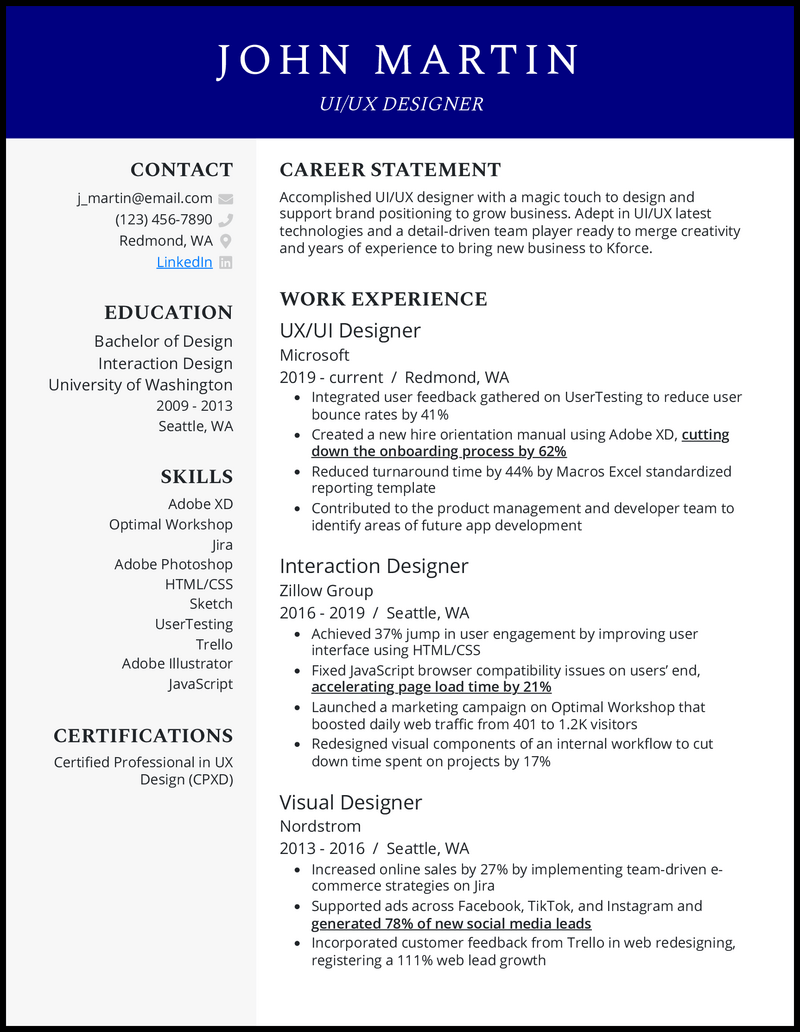 JOHN MARTIN
UI/UX DESIGNER
CONTACT
j_martin@email.com
(123) 456-7890
Redmond, WA
LinkedIn
EDUCATION
Bachelor of Design
Interaction Design
University of Washington
2009 - 2013
Seattle, WA
SKILLS
Adobe XD
Optimal Workshop
Jira
Adobe Photoshop
HTML/CSS
Sketch
UserTesting
Trello
Adobe Illustrator
JavaScript
CERTIFICATIONS
Certified Professional in UX
Design (CPXD)
CAREER STATEMENT
Accomplished UI/UX designer with a magic touch to design and
support brand positioning to grow business. Adept in UI/UX latest
technologies and a detail-driven team player ready to merge creativity
and years of experience to bring new business to Kforce.
WORK EXPERIENCE
UX/UI Designer
Microsoft
2019 - current / Redmond, WA
• Integrated user feedback gathered on UserTesting to reduce user
bounce rates by 41%
• Created a new hire orientation manual using Adobe XD, cutting
down the onboarding process by 62%
• Reduced turnaround time by 44% by Macros Excel standardized
reporting template
• Contributed to the product management and developer team to
identify areas of future app development
Interaction Designer
Zillow Group
2016 - 2019 / Seattle, WA
• Achieved 37% jump in user engagement by improving user
interface using HTML/CSS
• Fixed JavaScript browser compatibility issues on users’ end,
accelerating page load time by 21%
• Launched a marketing campaign on Optimal Workshop that
boosted daily web traffic from 401 to 1.2K visitors
• Redesigned visual components of an internal workflow to cut
down time spent on projects by 17%
Visual Designer
Nordstrom
2013 - 2016 / Seattle, WA
• Increased online sales by 27% by implementing team-driven e-
commerce strategies on Jira
• Supported ads across Facebook, TikTok, and Instagram and
generated 78% of new social media leads
• Incorporated customer feedback from Trello in web redesigning,
registering a 111% web lead growth